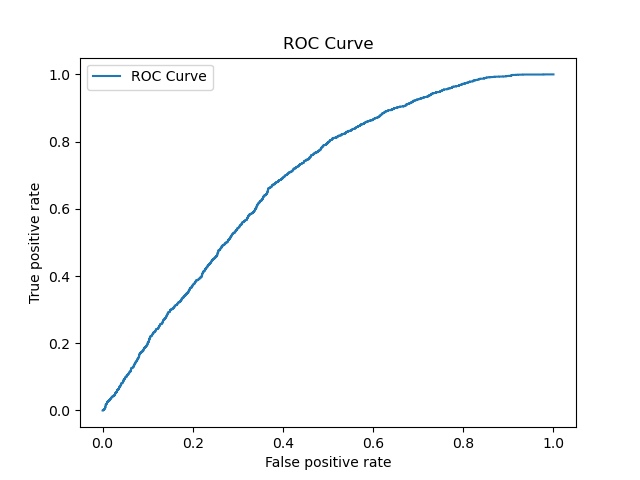 ROC Curve
ROC Curve
True positive rate
1.0
0.8
0.6
0.4
0.2
0.0
0.0 0.2 0.4 0.6 0.8 1.0
False positive rate